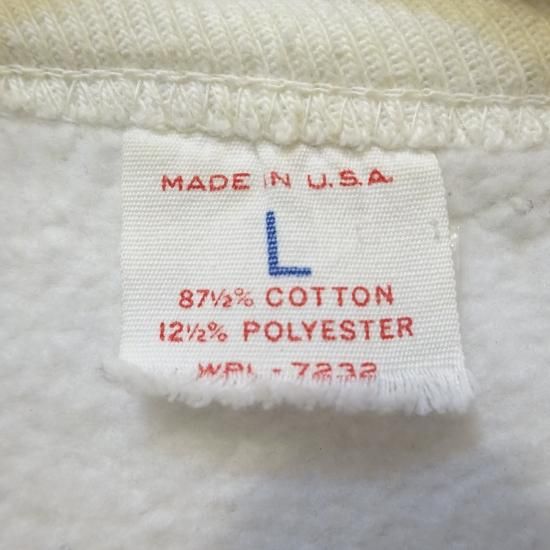 MADE IN U.S.A.
L
87½% COTTON
12½% POLYESTER
WPL - 7232